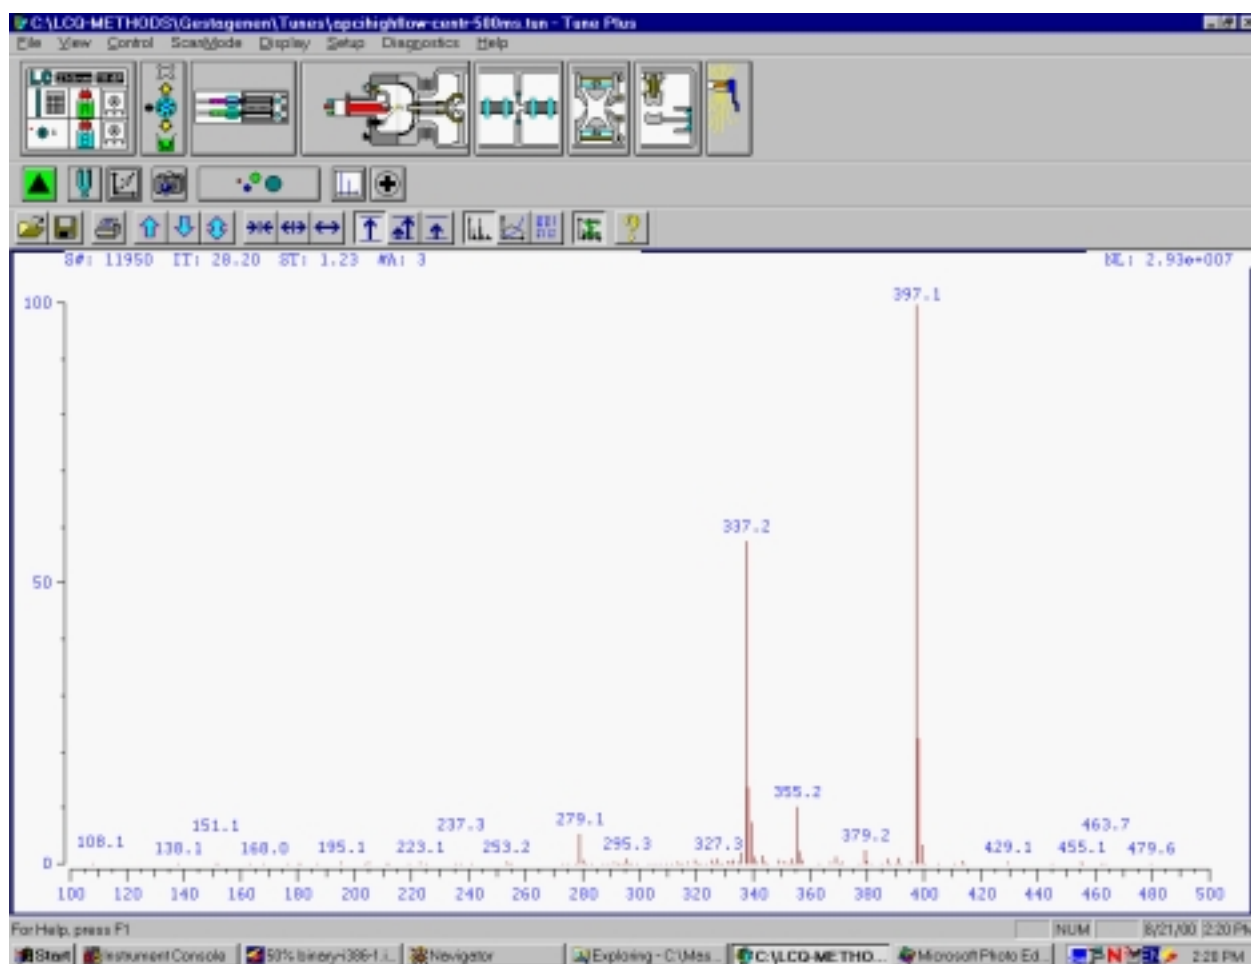 C:\LCQ-METHODS\Gestagenen\Tunes\apcihighflow-centr-500ms.tun - Tune Plus
File View Control ScanMode Display Setup Diagnostics Help
LC
S#: 11950 IT: 28.20 ST: 1.23 #A: 3 NL: 2.93e+007
397.1
100
337.2
50
355.2
279.1
463.7
237.3
151.1
108.1 138.1 168.0 195.1 223.1 253.2 295.3 327.3 379.2 429.1 455.1 479.6
0
100 120 140 160 180 200 220 240 260 280 300 320 340 360 380 400 420 440 460 480 500
For Help, press F1 NUM 8/21/00 2:20 PM
Start Instrument Console Navigator Exploring - C:\Mas... C:\LCQ-METHO... Microsoft Photo Ed... 2:20 PM